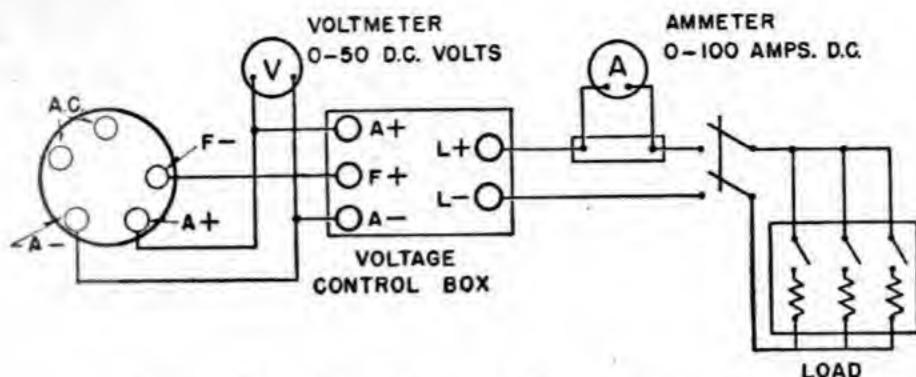 VOLTMETER
0-50 D.C. VOLTS
AMMETER
0-100 AMPS. D.C.
V
A
A.C.
F-
A-
A+
A+
F+
A-
L+
L-
VOLTAGE
CONTROL BOX
LOAD